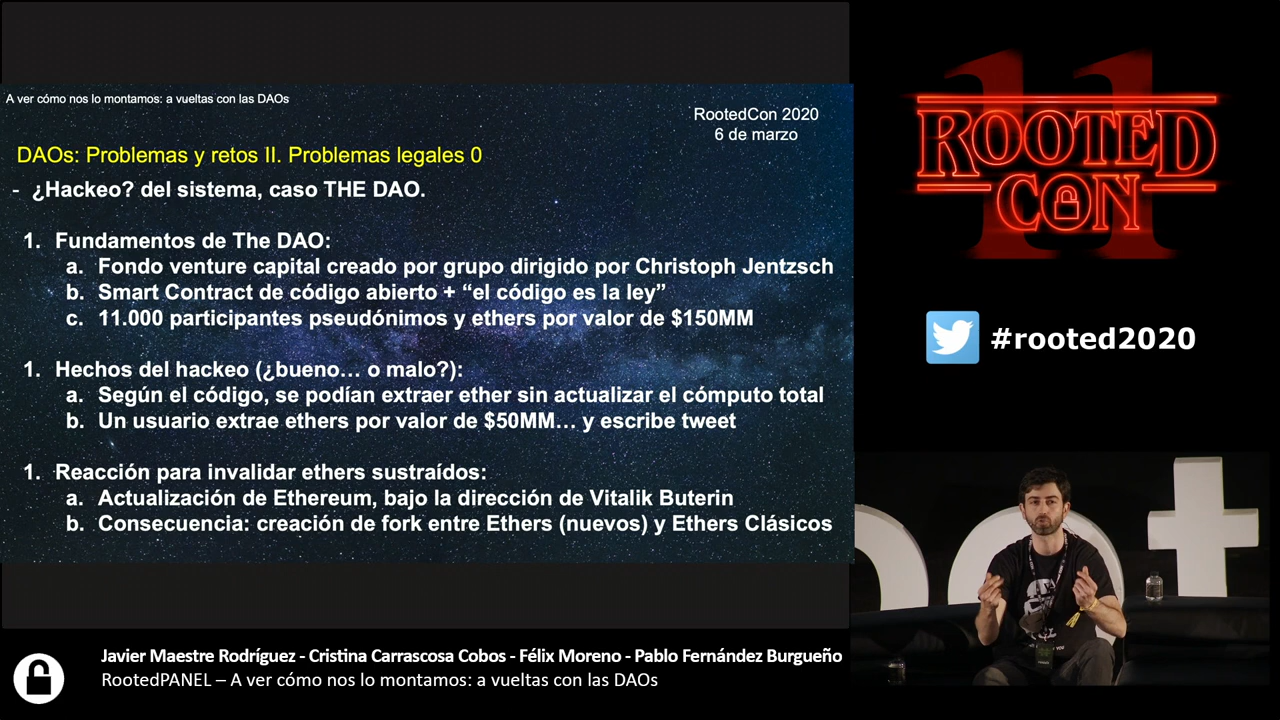 A ver cómo nos lo montamos: a vueltas con las DAOs
RootedCon 2020
6 de marzo
DAOs: Problemas y retos II. Problemas legales 0
- ¿Hackeo? del sistema, caso THE DAO.
1. Fundamentos de The DAO:
a. Fondo venture capital creado por grupo dirigido por Christoph Jentzsch
b. Smart Contract de código abierto + “el código es la ley”
c. 11.000 participantes pseudónimos y ethers por valor de $150MM
1. Hechos del hackeo (¿bueno… o malo?):
a. Según el código, se podían extraer ether sin actualizar el cómputo total
b. Un usuario extrae ethers por valor de $50MM… y escribe tweet
1. Reacción para invalidar ethers sustraídos:
a. Actualización de Ethereum, bajo la dirección de Vitalik Buterin
b. Consecuencia: creación de fork entre Ethers (nuevos) y Ethers Clásicos
11
ROOTED
CON
#rooted2020
Javier Maestre Rodríguez - Cristina Carrascosa Cobos - Félix Moreno - Pablo Fernández Burgueño
RootedPANEL – A ver cómo nos lo montamos: a vueltas con las DAOs